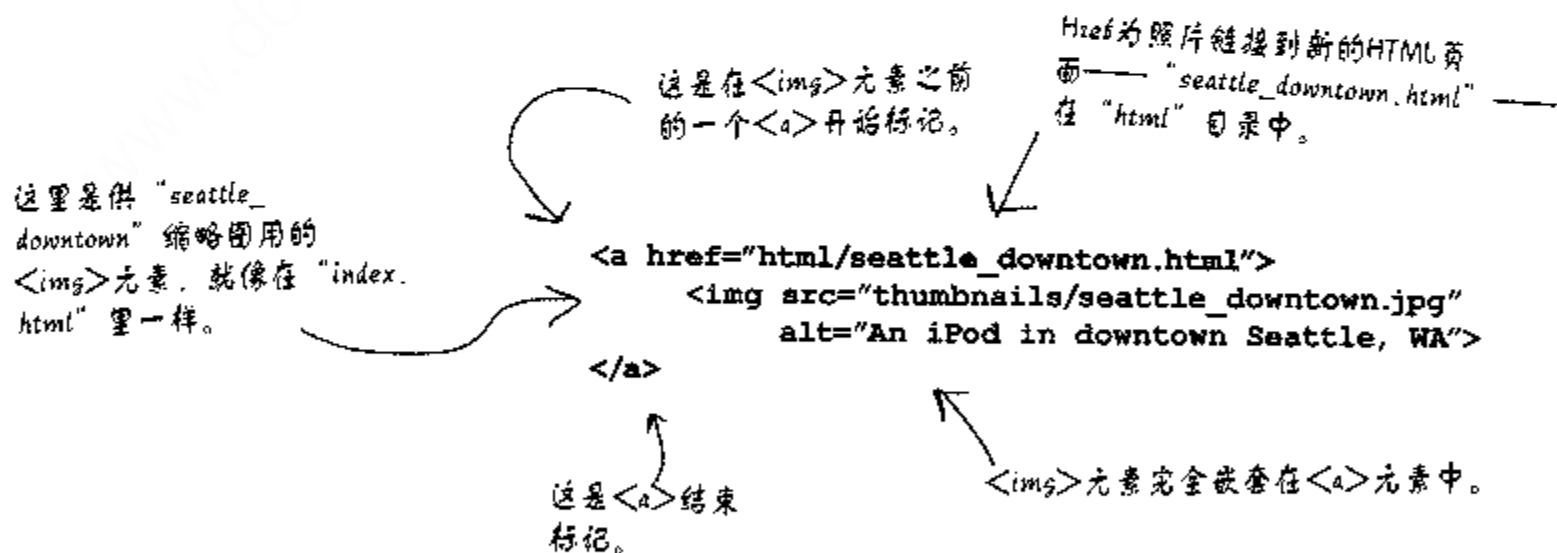 这是在<img>元素之前
的一个<a>开始标记。
Href为照片链接到新的HTML页
面——“seattle_downtown.html”——
在“html”目录中。
这里是供“seattle_
downtown”缩略图用的
<img>元素，就像在“index.
html”里一样。
<a href="html/seattle_downtown.html">
<img src="thumbnails/seattle_downtown.jpg"
alt="An iPod in downtown Seattle, WA">
</a>
这是<a>结束
标记。
<img>元素完全嵌套在<a>元素中。